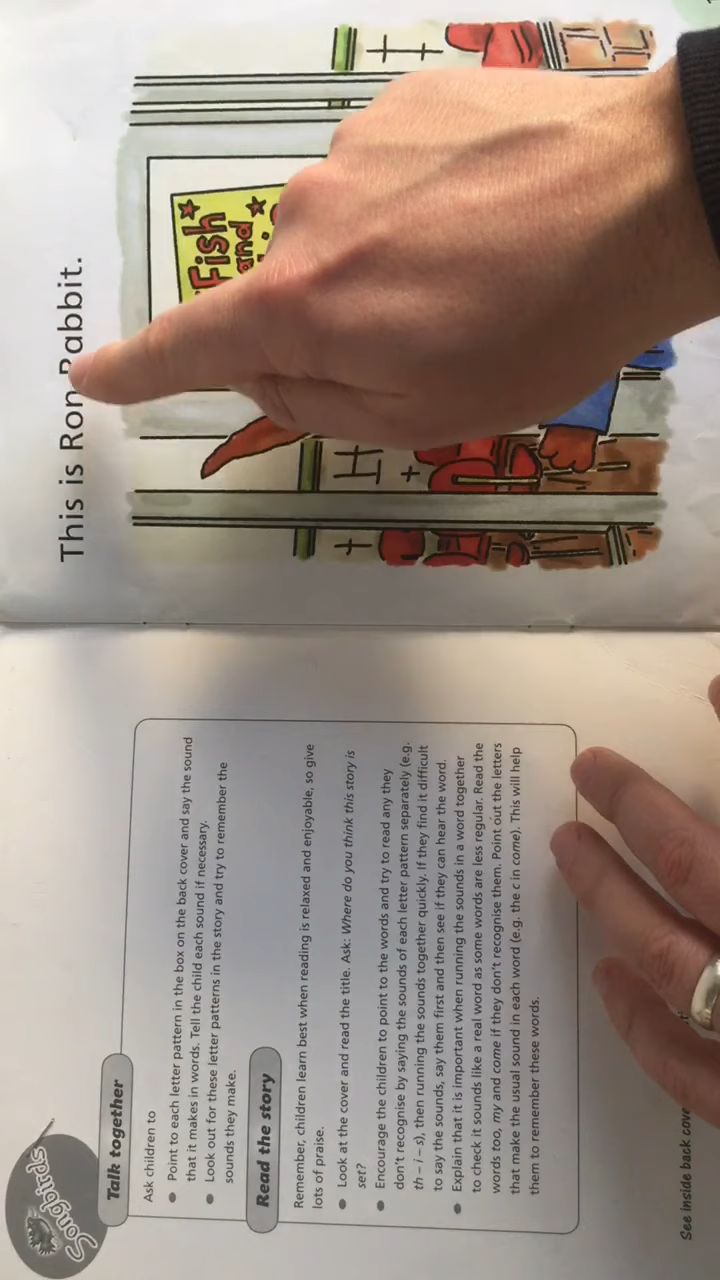 Songbirds
Talk together
Ask children to
● Point to each letter pattern in the box on the back cover and say the sound
that it makes in words. Tell the child each sound if necessary.
● Look out for these letter patterns in the story and try to remember the
sounds they make.
Read the story
Remember, children learn best when reading is relaxed and enjoyable, so give
lots of praise.
● Look at the cover and read the title. Ask: Where do you think this story is
set?
● Encourage the children to point to the words and try to read any they
don't recognise by saying the sounds of each letter pattern separately (e.g.
th – i – s), then running the sounds together quickly. If they find it difficult
to say the sounds, say them first and then see if they can hear the word.
● Explain that it is important when running the sounds in a word together
to check it sounds like a real word as some words are less regular. Read the
words too, my and come if they don't recognise them. Point out the letters
that make the usual sound in each word (e.g. the c in come). This will help
them to remember these words.
See inside back cove
This is Ron Rabbit.
Fish
and